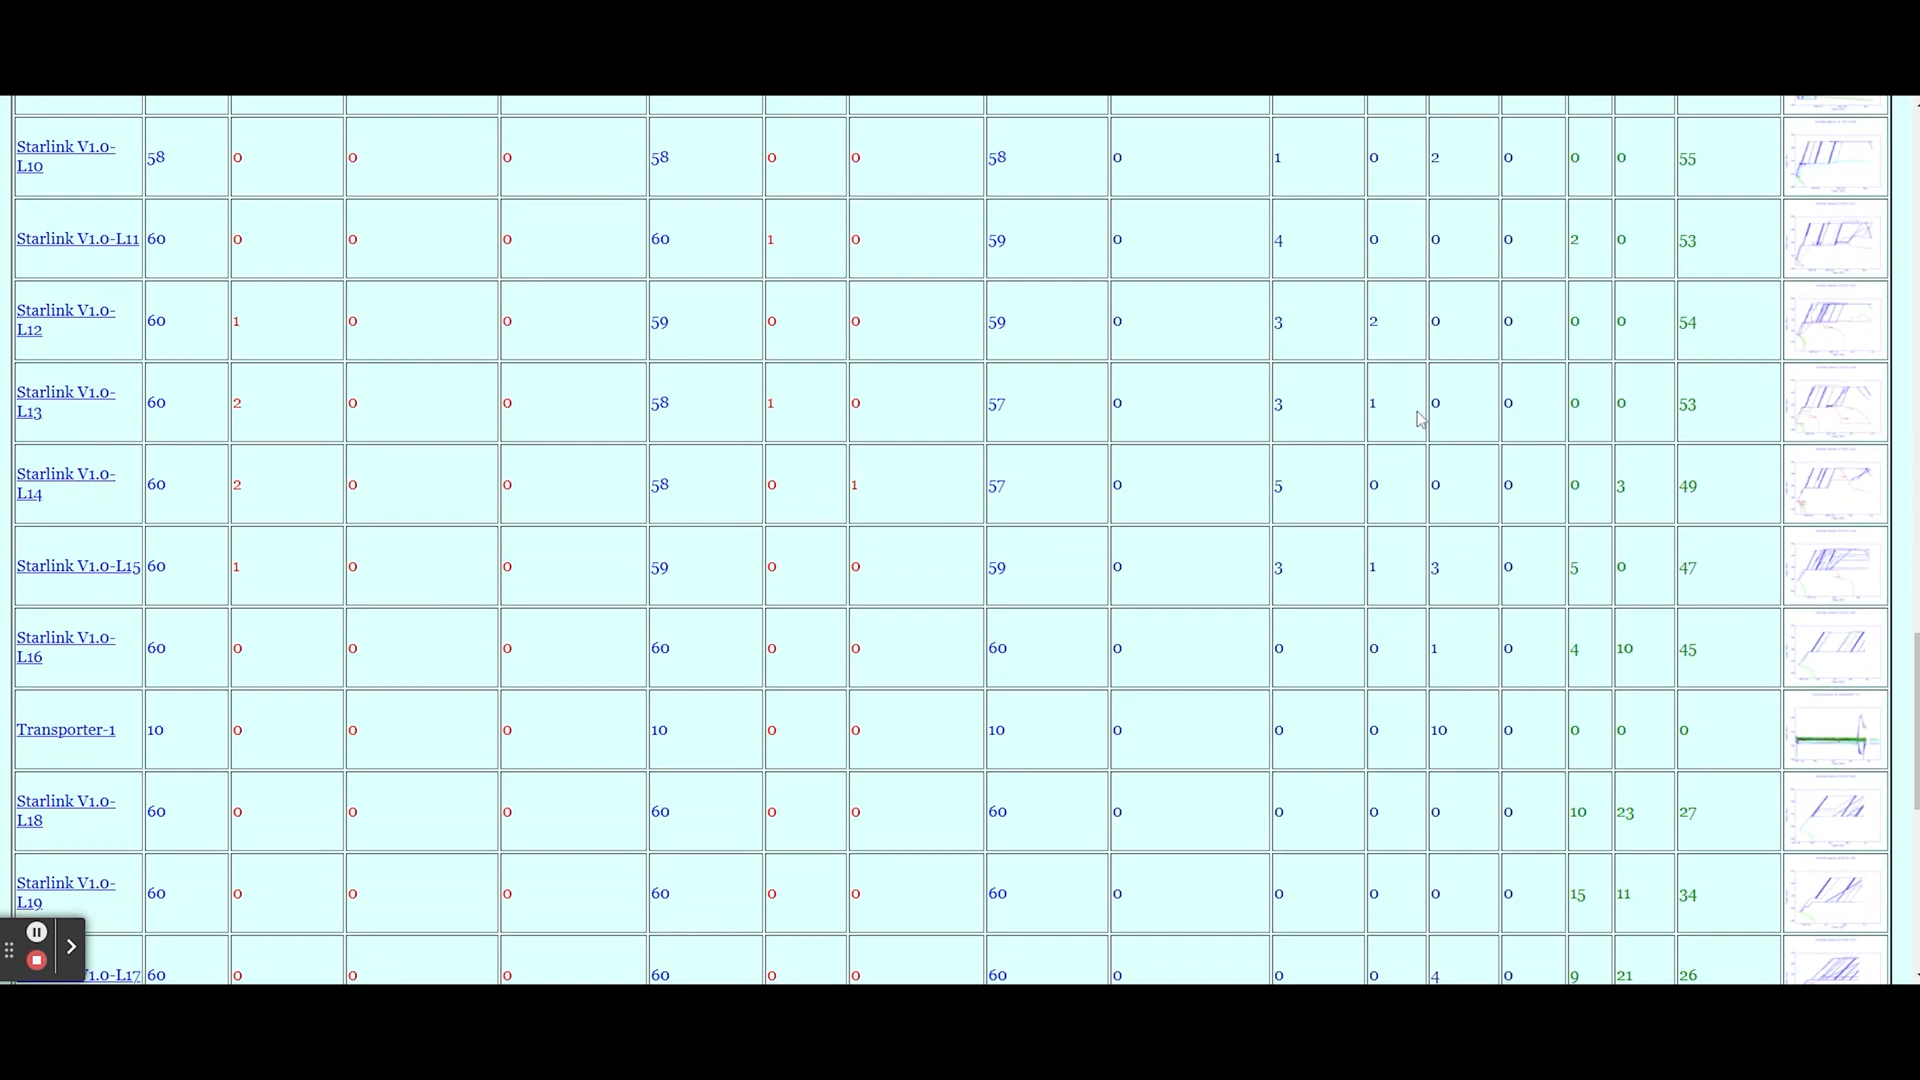 Starlink V1.0-
L10 58 0 0 0 58 0 0 58 0 1 0 2 0 0 0 55
Starlink V1.0-L11 60 0 0 0 60 1 0 59 0 4 0 0 0 2 0 53
Starlink V1.0-
L12 60 1 0 0 59 0 0 59 0 3 2 0 0 0 0 54
Starlink V1.0-
L13 60 2 0 0 58 1 0 57 0 3 1 0 0 0 0 53
Starlink V1.0-
L14 60 2 0 0 58 0 1 57 0 5 0 0 0 0 3 49
Starlink V1.0-L15 60 1 0 0 59 0 0 59 0 3 1 3 0 5 0 47
Starlink V1.0-
L16 60 0 0 0 60 0 0 60 0 0 0 1 0 4 10 45
Transporter-1 10 0 0 0 10 0 0 10 0 0 0 10 0 0 0 0
Starlink V1.0-
L18 60 0 0 0 60 0 0 60 0 0 0 0 0 10 23 27
Starlink V1.0-
L19 60 0 0 0 60 0 0 60 0 0 0 0 0 15 11 34
V1.0-L17 60 0 0 0 60 0 0 60 0 0 0 4 0 9 21 26